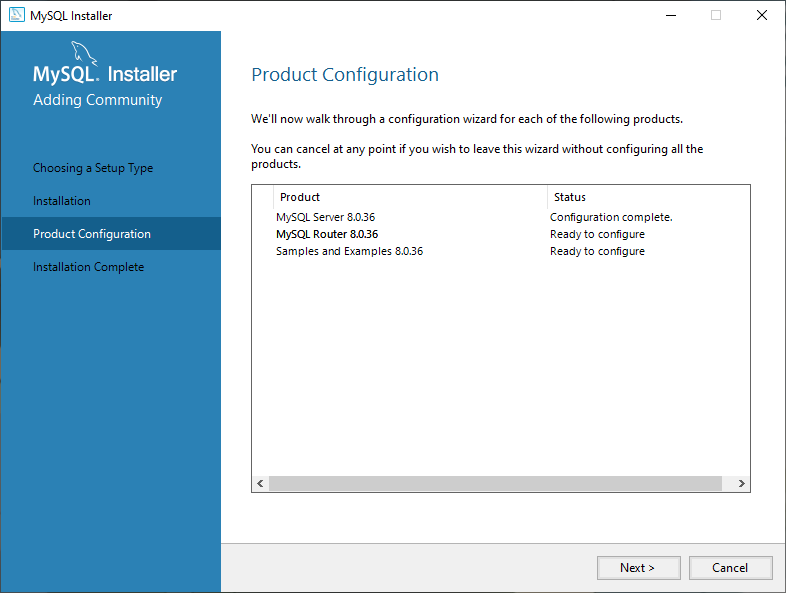 MySQL Installer
MySQL. Installer
Adding Community
Choosing a Setup Type
Installation
Product Configuration
Installation Complete
Product Configuration
We'll now walk through a configuration wizard for each of the following products.
You can cancel at any point if you wish to leave this wizard without configuring all the
products.
Product Status
MySQL Server 8.0.36 Configuration complete.
MySQL Router 8.0.36 Ready to configure
Samples and Examples 8.0.36 Ready to configure
Next > Cancel